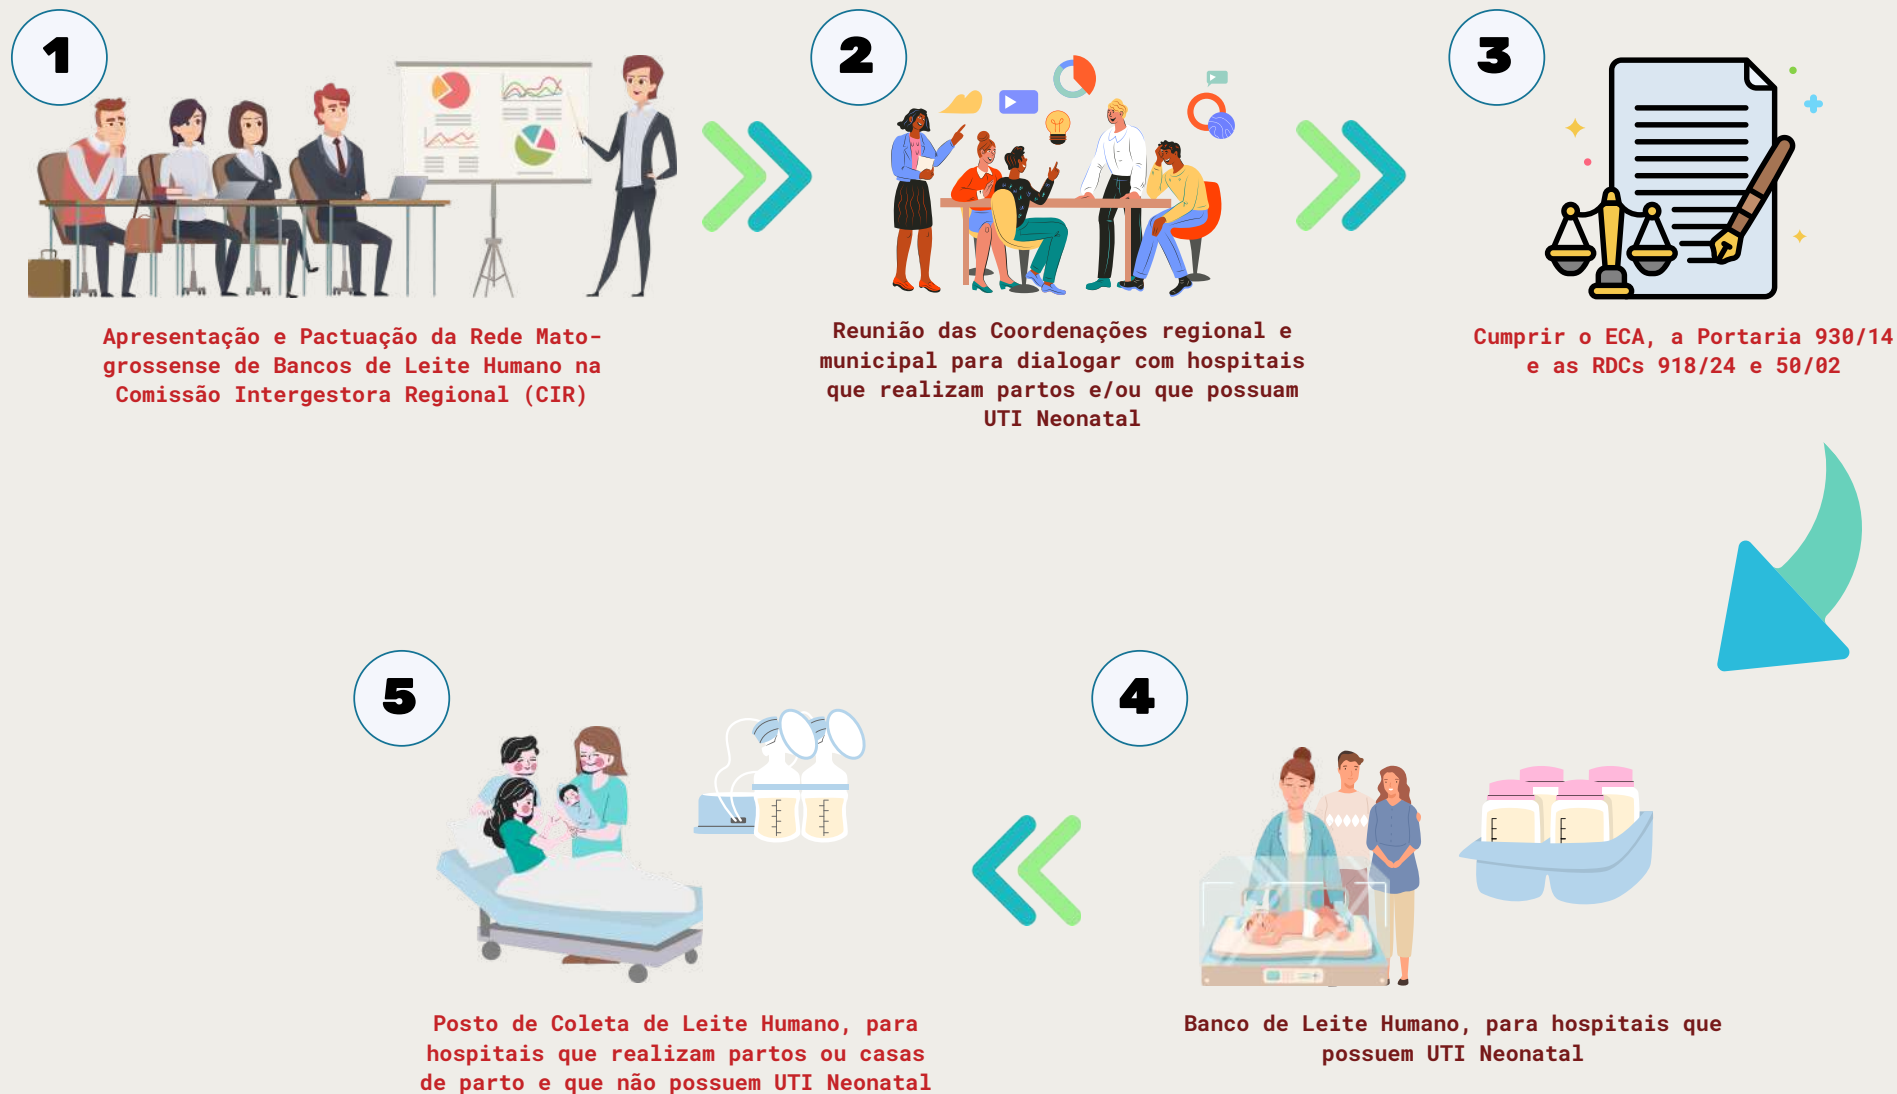 1
Apresentação e Pactuação da Rede Mato-
grossense de Bancos de Leite Humano na
Comissão Intergestora Regional (CIR)
2
Reunião das Coordenações regional e
municipal para dialogar com hospitais
que realizam partos e/ou que possuam
UTI Neonatal
3
Cumprir o ECA, a Portaria 930/14
e as RDCs 918/24 e 50/02
4
Banco de Leite Humano, para hospitais que
possuem UTI Neonatal
5
Posto de Coleta de Leite Humano, para
hospitais que realizam partos ou casas
de parto e que não possuem UTI Neonatal